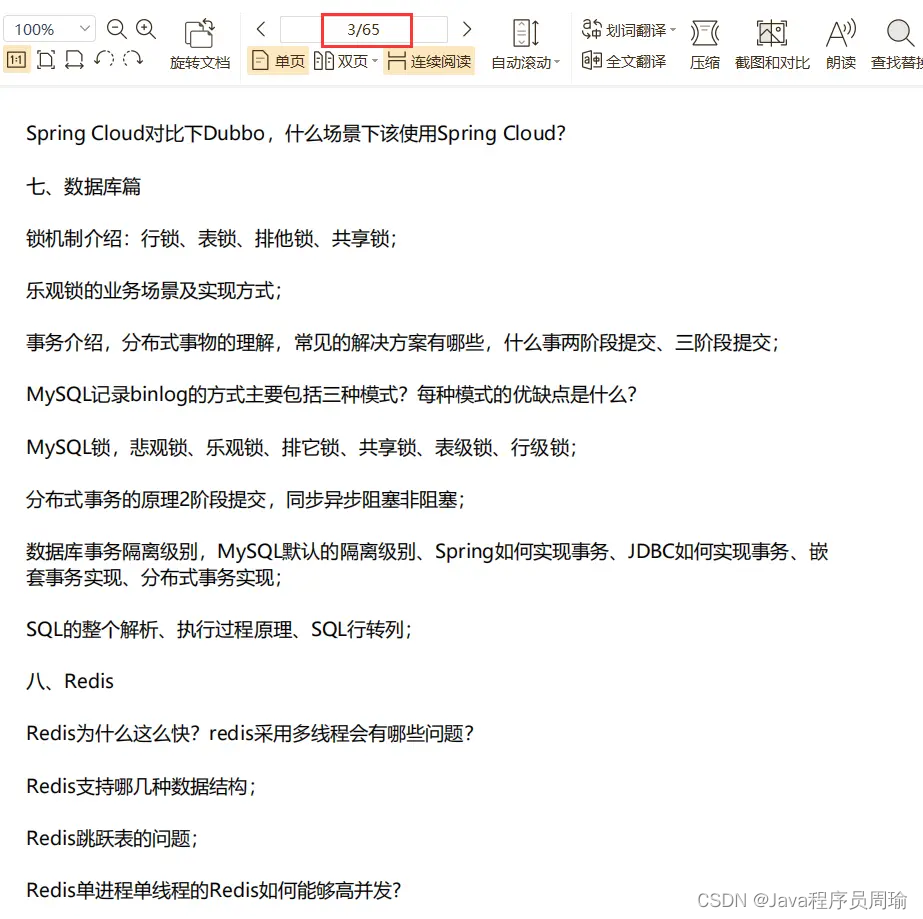 100%
3/65
划词翻译
1:1
旋转文档
单页
双页
连续阅读
自动滚动
全文翻译
压缩
截图和对比
朗读
查找替换
Spring Cloud对比下Dubbo，什么场景下该使用Spring Cloud？
七、数据库篇
锁机制介绍：行锁、表锁、排他锁、共享锁；
乐观锁的业务场景及实现方式；
事务介绍，分布式事物的理解，常见的解决方案有哪些，什么事两阶段提交、三阶段提交；
MySQL记录binlog的方式主要包括三种模式？每种模式的优缺点是什么？
MySQL锁，悲观锁、乐观锁、排它锁、共享锁、表级锁、行级锁；
分布式事务的原理2阶段提交，同步异步阻塞非阻塞；
数据库事务隔离级别，MySQL默认的隔离级别、Spring如何实现事务、JDBC如何实现事务、嵌
套事务实现、分布式事务实现；
SQL的整个解析、执行过程原理、SQL行转列；
八、Redis
Redis为什么这么快？redis采用多线程会有哪些问题？
Redis支持哪几种数据结构；
Redis跳跃表的问题；
Redis单进程单线程的Redis如何能够高并发？
CSDN @Java程序员周瑜